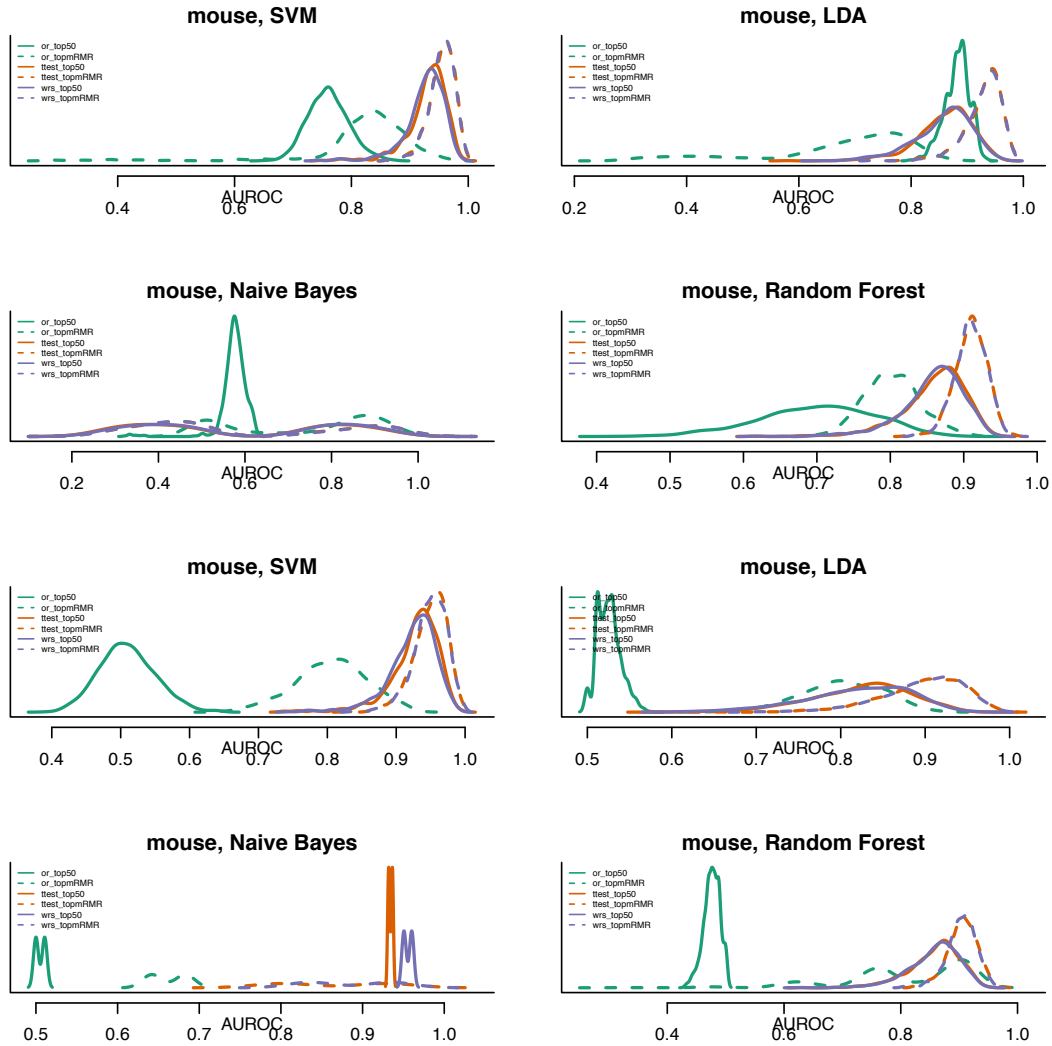 mouse, SVM
or_top50
or_topmRMR
ttest_top50
ttest_topmRMR
wrs_top50
wrs_topmRMR
0.4 0.6 0.8 1.0
AUROC
mouse, LDA
or_top50
or_topmRMR
ttest_top50
ttest_topmRMR
wrs_top50
wrs_topmRMR
0.2 0.4 0.6 0.8 1.0
AUROC
mouse, Naive Bayes
or_top50
or_topmRMR
ttest_top50
ttest_topmRMR
wrs_top50
wrs_topmRMR
0.2 0.4 0.6 0.8 1.0
AUROC
mouse, Random Forest
or_top50
or_topmRMR
ttest_top50
ttest_topmRMR
wrs_top50
wrs_topmRMR
0.4 0.5 0.6 0.7 0.8 0.9 1.0
AUROC
mouse, SVM
or_top50
or_topmRMR
ttest_top50
ttest_topmRMR
wrs_top50
wrs_topmRMR
0.4 0.5 0.6 0.7 0.8 0.9 1.0
AUROC
mouse, LDA
or_top50
or_topmRMR
ttest_top50
ttest_topmRMR
wrs_top50
wrs_topmRMR
0.5 0.6 0.7 0.8 0.9 1.0
AUROC
mouse, Naive Bayes
or_top50
or_topmRMR
ttest_top50
ttest_topmRMR
wrs_top50
wrs_topmRMR
0.5 0.6 0.7 0.8 0.9 1.0
AUROC
mouse, Random Forest
or_top50
or_topmRMR
ttest_top50
ttest_topmRMR
wrs_top50
wrs_topmRMR
0.4 0.6 0.8 1.0
AUROC